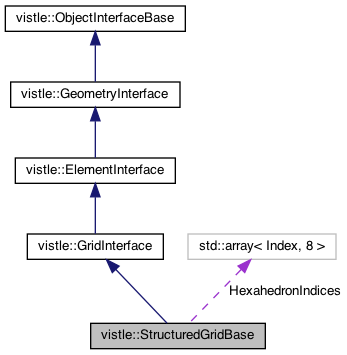 vistle::ObjectInterfaceBase
vistle::GeometryInterface
vistle::ElementInterface
vistle::GridInterface
std::array< Index, 8 >
HexahedronIndices
vistle::StructuredGridBase